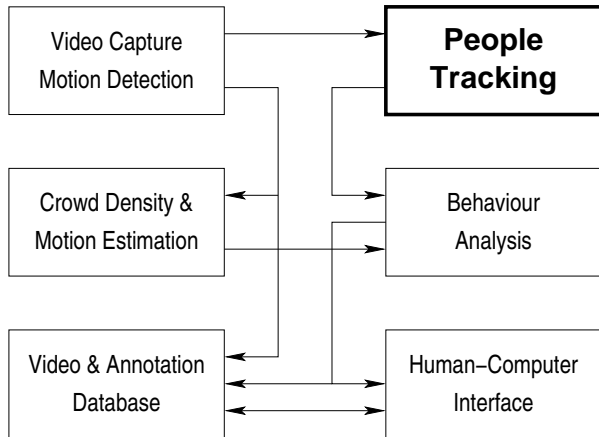 Video Capture
Motion Detection
People
Tracking
Crowd Density &
Motion Estimation
Behaviour
Analysis
Video & Annotation
Database
Human−Computer
Interface